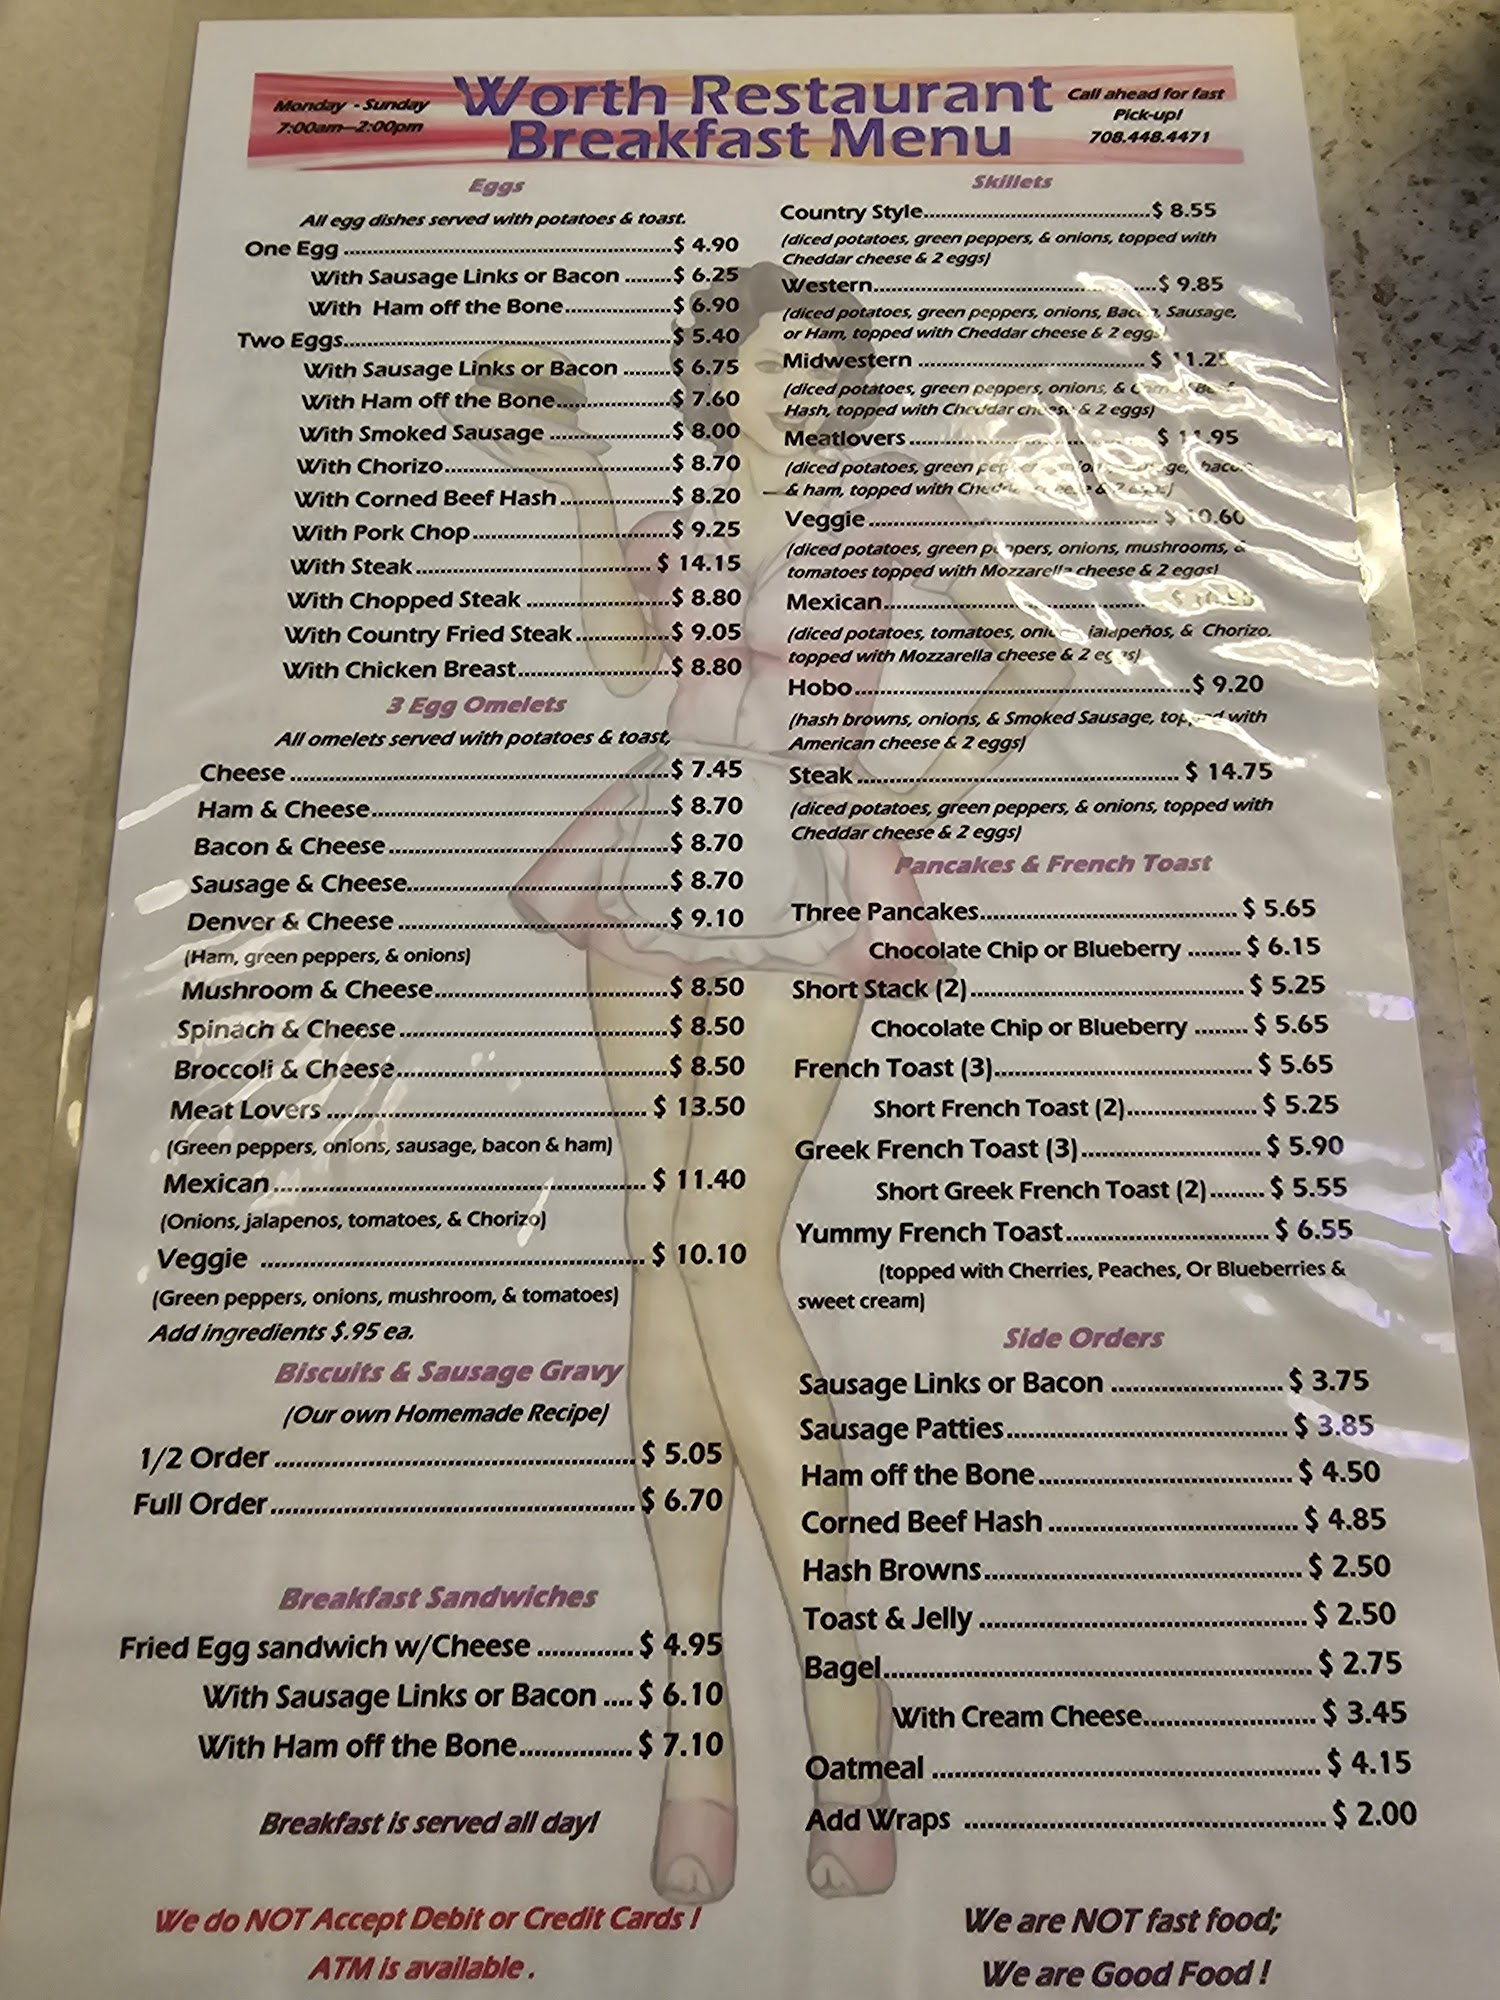 Monday - Sunday
7:00am—2:00pm
Worth Restaurant
Breakfast Menu
Call ahead for fast
Pick-up!
708.448.4471
Eggs
All egg dishes served with potatoes & toast.
One Egg $ 4.90
With Sausage Links or Bacon $ 6.25
With Ham off the Bone $ 6.90
Two Eggs $ 5.40
With Sausage Links or Bacon $ 6.75
With Ham off the Bone $ 7.60
With Smoked Sausage $ 8.00
With Chorizo $ 8.70
With Corned Beef Hash $ 8.20
With Pork Chop $ 9.25
With Steak $ 14.15
With Chopped Steak $ 8.80
With Country Fried Steak $ 9.05
With Chicken Breast $ 8.80
3 Egg Omelets
All omelets served with potatoes & toast,
Cheese $ 7.45
Ham & Cheese $ 8.70
Bacon & Cheese $ 8.70
Sausage & Cheese $ 8.70
Denver & Cheese $ 9.10
(Ham, green peppers, & onions)
Mushroom & Cheese $ 8.50
Spinach & Cheese $ 8.50
Broccoli & Cheese $ 8.50
Meat Lovers $ 13.50
(Green peppers, onions, sausage, bacon & ham)
Mexican $ 11.40
(Onions, jalapenos, tomatoes, & Chorizo)
Veggie $ 10.10
(Green peppers, onions, mushroom, & tomatoes)
Add ingredients $.95 ea.
Biscuits & Sausage Gravy
(Our own Homemade Recipe)
1/2 Order $ 5.05
Full Order $ 6.70
Breakfast Sandwiches
Fried Egg sandwich w/Cheese $ 4.95
With Sausage Links or Bacon $ 6.10
With Ham off the Bone $ 7.10
Breakfast is served all day!
We do NOT Accept Debit or Credit Cards !
ATM is available .
Skillets
Country Style $ 8.55
(diced potatoes, green peppers, & onions, topped with
Cheddar cheese & 2 eggs)
Western $ 9.85
(diced potatoes, green peppers, onions, Bacon, Sausage,
or Ham, topped with Cheddar cheese & 2 eggs)
Midwestern $ 11.25
(diced potatoes, green peppers, onions, & Corned Beef
Hash, topped with Cheddar cheese & 2 eggs)
Meatlovers $ 11.95
(diced potatoes, green bacon
& ham, topped with Cheddar cheese & 2 eggs)
Veggie $ 10.60
(diced potatoes, green peppers, onions, mushrooms, &
tomatoes topped with Mozzarella cheese & 2 eggs)
Mexican $
(diced potatoes, tomatoes, onions, jalapeños, & Chorizo,
topped with Mozzarella cheese & 2 eggs)
Hobo $ 9.20
(hash browns, onions, & Smoked Sausage, topped with
American cheese & 2 eggs)
Steak $ 14.75
(diced potatoes, green peppers, & onions, topped with
Cheddar cheese & 2 eggs)
Pancakes & French Toast
Three Pancakes $ 5.65
Chocolate Chip or Blueberry $ 6.15
Short Stack (2) $ 5.25
Chocolate Chip or Blueberry $ 5.65
French Toast (3) $ 5.65
Short French Toast (2) $ 5.25
Greek French Toast (3) $ 5.90
Short Greek French Toast (2) $ 5.55
Yummy French Toast $ 6.55
(topped with Cherries, Peaches, Or Blueberries &
sweet cream)
Side Orders
Sausage Links or Bacon $ 3.75
Sausage Patties $ 3.85
Ham off the Bone $ 4.50
Corned Beef Hash $ 4.85
Hash Browns $ 2.50
Toast & Jelly $ 2.50
Bagel $ 2.75
With Cream Cheese $ 3.45
Oatmeal $ 4.15
Add Wraps $ 2.00
We are NOT fast food;
We are Good Food !